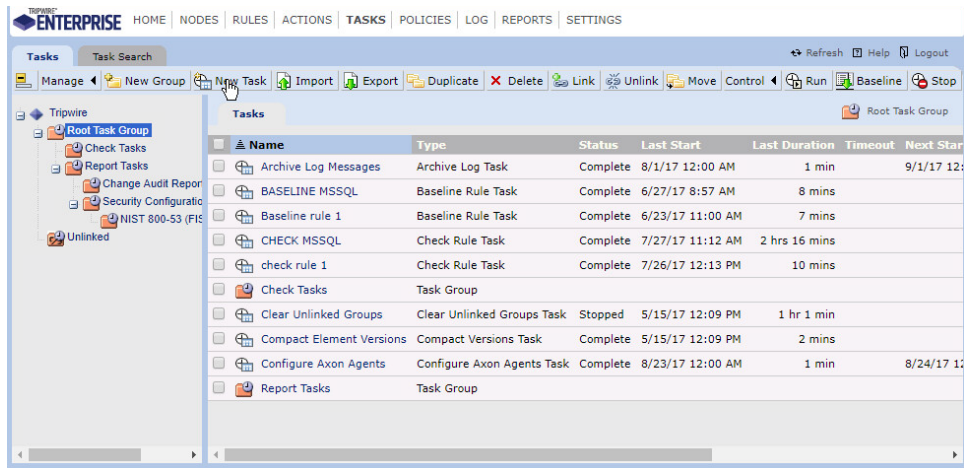 TRIPWIRE
ENTERPRISE HOME NODES RULES ACTIONS TASKS POLICIES LOG REPORTS SETTINGS
Tasks Task Search Refresh Help Logout
Manage New Group New Task Import Export Duplicate Delete Link Unlink Move Control Run Baseline Stop
Tripwire
Root Task Group
Check Tasks
Report Tasks
Change Audit Repor
Security Configuratio
NIST 800-53 (FIS
Unlinked
Tasks Root Task Group
Name Type Status Last Start Last Duration Timeout Next Star
Archive Log Messages Archive Log Task Complete 8/1/17 12:00 AM 1 min 9/1/17 12:
BASELINE MSSQL Baseline Rule Task Complete 6/27/17 8:57 AM 8 mins
Baseline rule 1 Baseline Rule Task Complete 6/23/17 11:00 AM 7 mins
CHECK MSSQL Check Rule Task Complete 7/27/17 11:12 AM 2 hrs 16 mins
check rule 1 Check Rule Task Complete 7/26/17 12:13 PM 10 mins
Check Tasks Task Group
Clear Unlinked Groups Clear Unlinked Groups Task Stopped 5/15/17 12:09 PM 1 hr 1 min
Compact Element Versions Compact Versions Task Complete 5/15/17 12:09 PM 2 mins
Configure Axon Agents Configure Axon Agents Task Complete 8/23/17 12:00 AM 1 min 8/24/17 12
Report Tasks Task Group